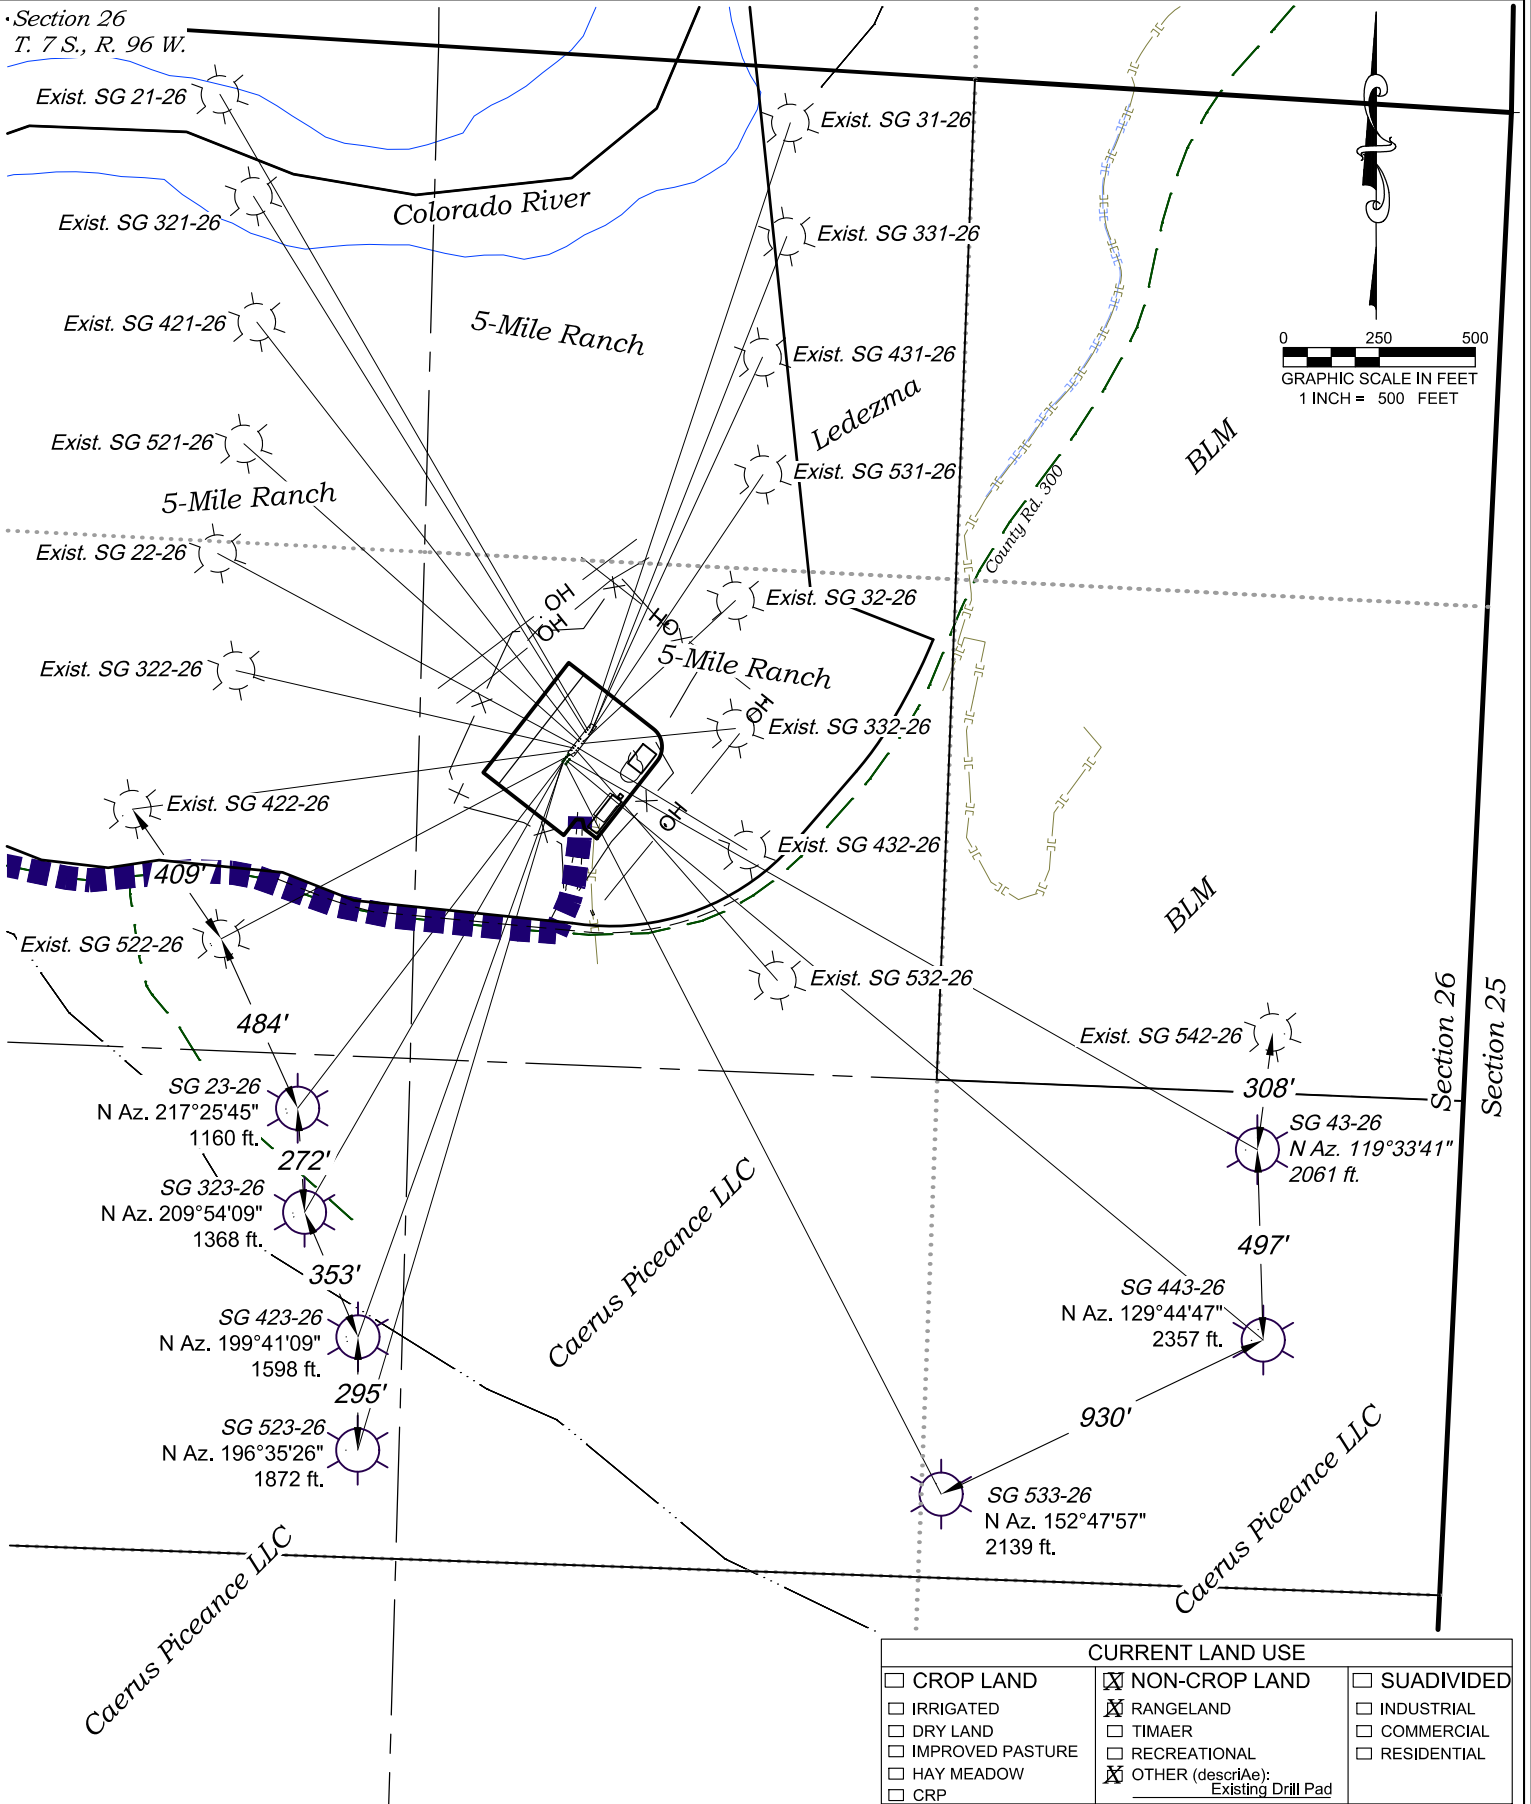 Section 26
T. 7 S., R. 96 W.
Exist. SG 21-26
Exist. SG 31-26
Exist. SG 321-26
Colorado River
Exist. SG 331-26
Exist. SG 421-26
5-Mile Ranch
Exist. SG 431-26
0 250 500
GRAPHIC SCALE IN FEET
1 INCH = 500 FEET
Ledezma
BLM
Exist. SG 521-26
Exist. SG 531-26
5-Mile Ranch
County Rd. 300
Exist. SG 22-26
Exist. SG 32-26
OH
OH
OH
Exist. SG 322-26
5-Mile Ranch
OH
Exist. SG 332-26
Exist. SG 422-26
OH
Exist. SG 432-26
409'
BLM
Exist. SG 522-26
Exist. SG 532-26
484'
Exist. SG 542-26
Section 26
Section 25
SG 23-26
N Az. 217°25'45"
1160 ft.
308'
SG 43-26
N Az. 119°33'41"
2061 ft.
272'
SG 323-26
N Az. 209°54'09"
1368 ft.
Caerus Piceance LLC
497'
353'
SG 443-26
N Az. 129°44'47"
2357 ft.
SG 423-26
N Az. 199°41'09"
1598 ft.
295'
930'
SG 523-26
N Az. 196°35'26"
1872 ft.
SG 533-26
N Az. 152°47'57"
2139 ft.
Caerus Piceance LLC
Caerus Piceance LLC
CURRENT LAND USE
CROP LAND
IRRIGATED
DRY LAND
IMPROVED PASTURE
HAY MEADOW
CRP
X NON-CROP LAND
X RANGELAND
TIMAER
RECREATIONAL
X OTHER (descriAe):
Existing Drill Pad
SUADIVIDED
INDUSTRIAL
COMMERCIAL
RESIDENTIAL